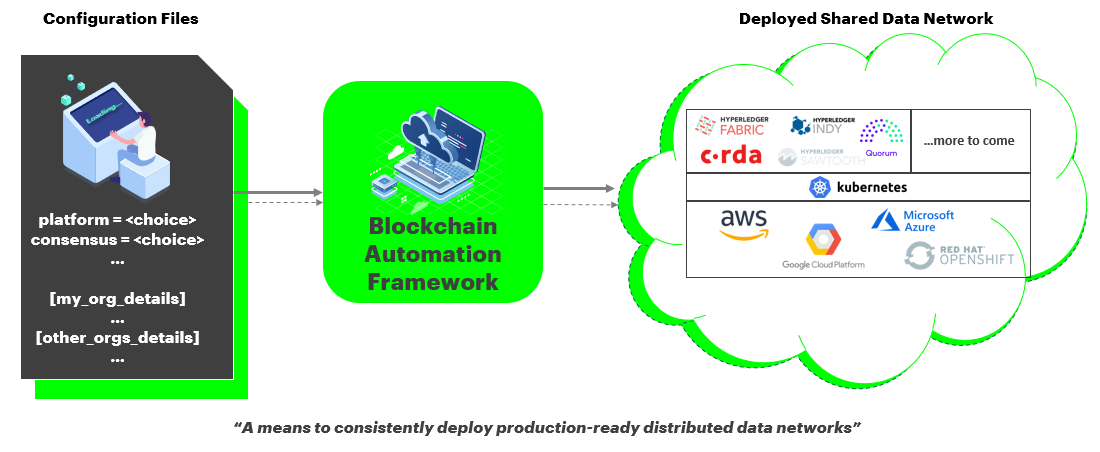 Configuration Files
Loading...
platform = <choice>
consensus = <choice>
...
[my_org_details]
...
[other_orgs_details]
...
Blockchain
Automation
Framework
Deployed Shared Data Network
HYPERLEDGER
FABRIC
HYPERLEDGER
INDY
Quorum
c·rda
HYPERLEDGER
SAWTOOTH
...more to come
kubernetes
aws
Microsoft
Azure
Google Cloud Platform
RED HAT®
OPENSHIFT
“A means to consistently deploy production-ready distributed data networks”